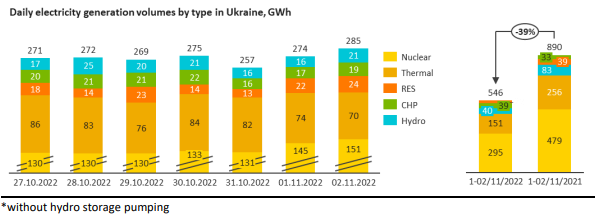 Daily electricity generation volumes by type in Ukraine, GWh
271 272 269 275 257 274 285
17 25 20 21 16 16 21
20 21 21 22 16 17 19
18 14 23 14 13 22 24
86 83 76 84 82 74 70
130 130 130 133 131 145 151
27.10.2022 28.10.2022 29.10.2022 30.10.2022 31.10.2022 01.11.2022 02.11.2022
Nuclear
Thermal
RES
CHP
Hydro
-39%
546 890
33 39
40 39 83
151 256
295 479
1-02/11/2022 1-02/11/2021
*without hydro storage pumping